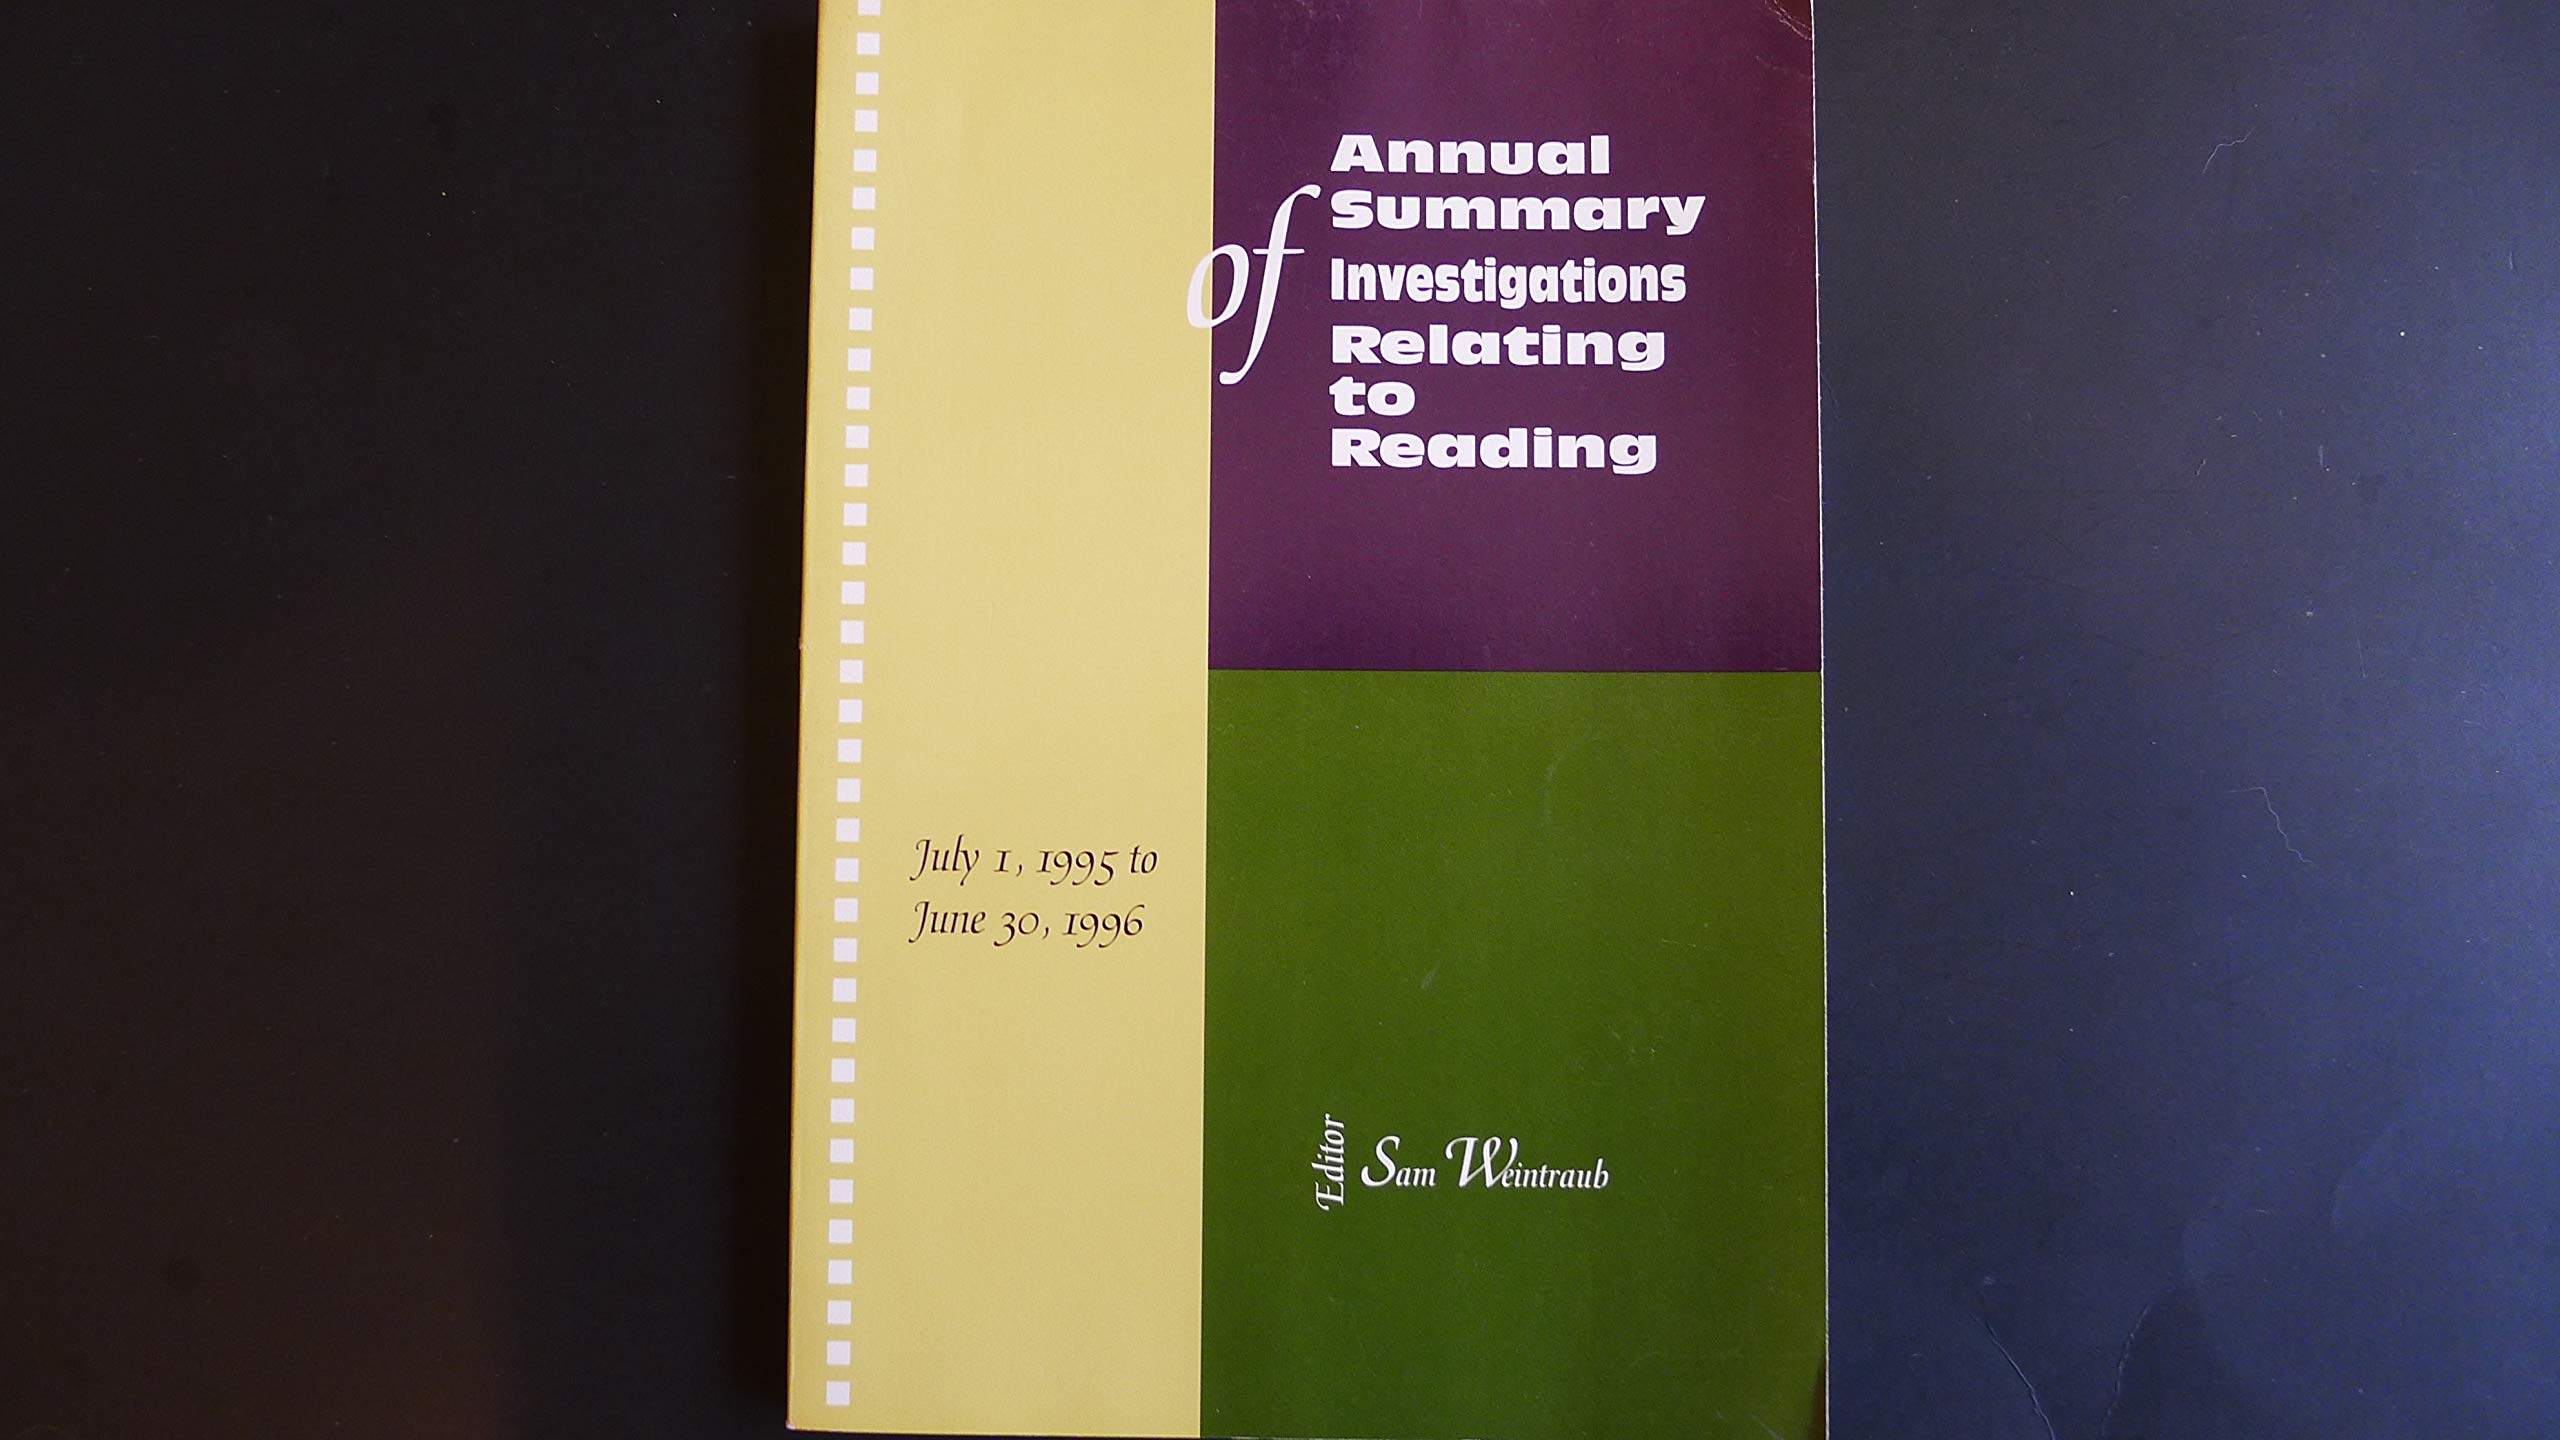 Annual
Summary
of
Investigations
Relating
to
Reading
July 1, 1995 to
June 30, 1996
Editor
Sam Weintraub